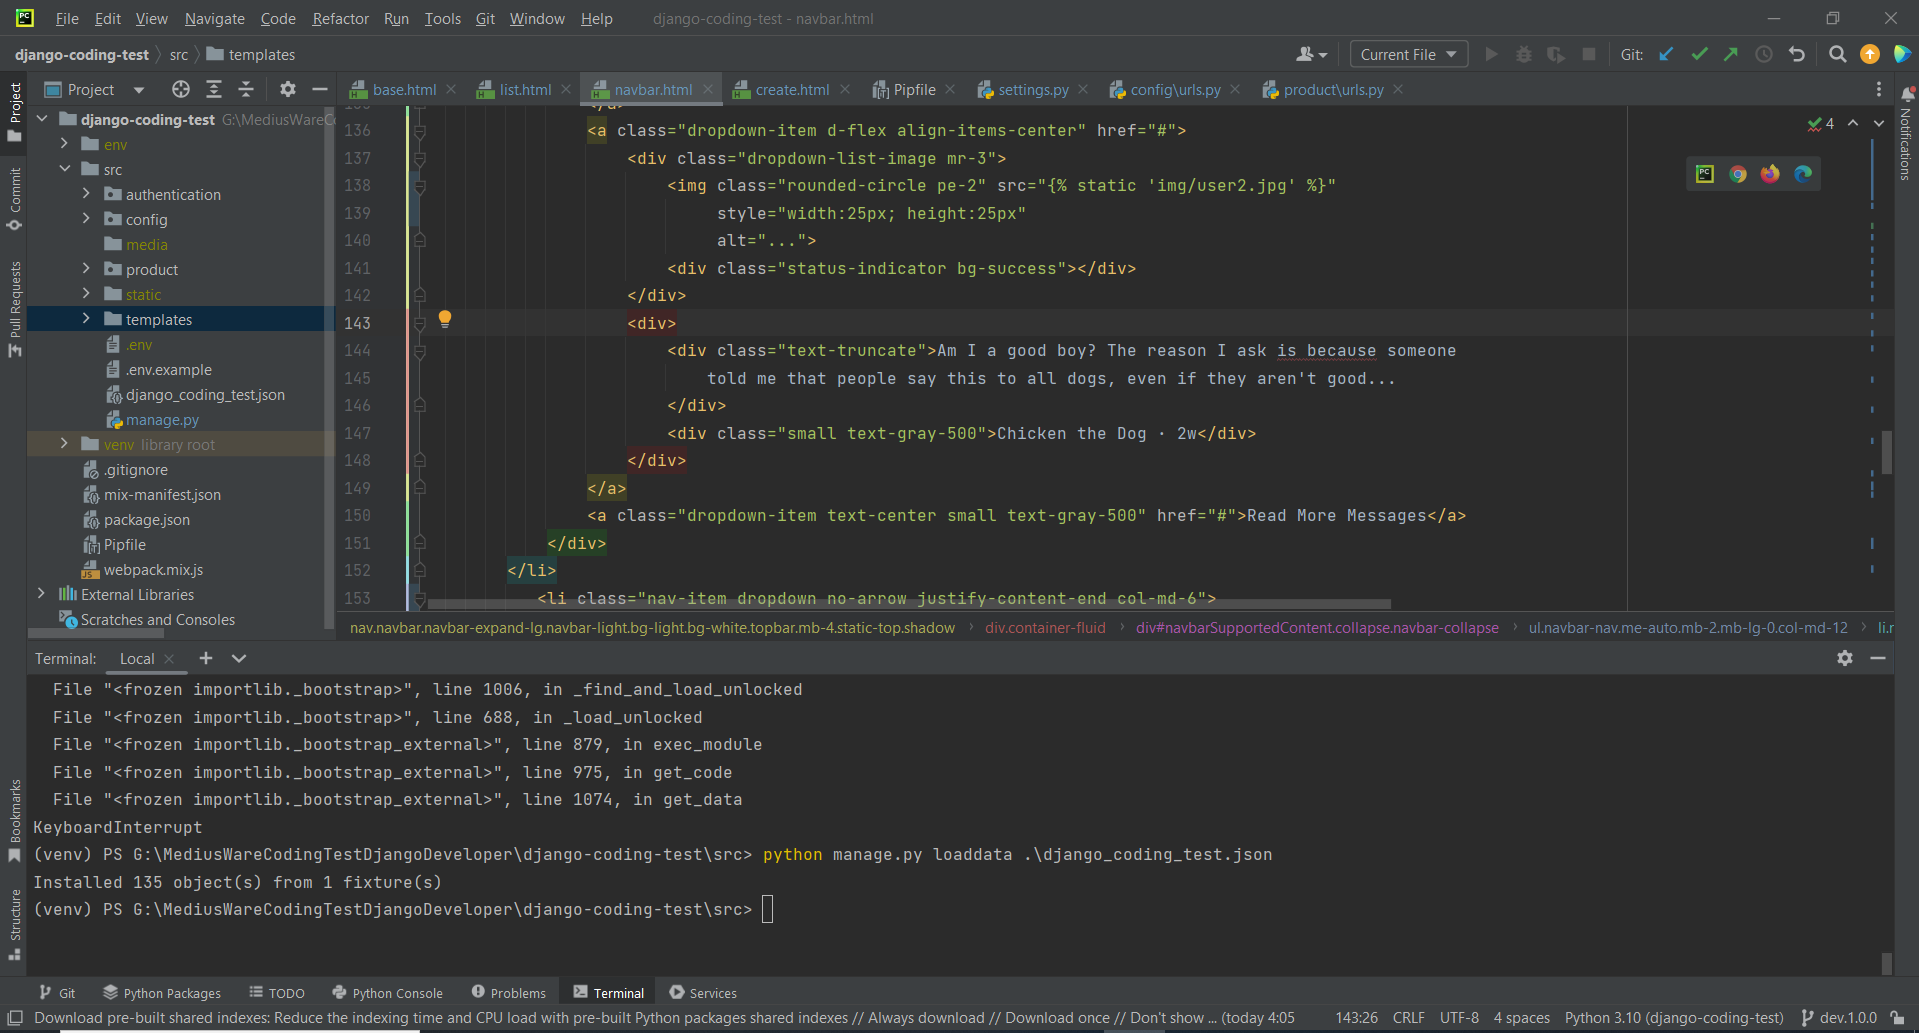 PC File Edit View Navigate Code Refactor Run Tools Git Window Help django-coding-test - navbar.html
django-coding-test src templates Current File Git:
Project base.html list.html navbar.html create.html Pipfile settings.py config\urls.py product\urls.py
Project
Commit
Pull Requests
Bookmarks
Structure
Notifications
django-coding-test G:\MediusWareCo
env
src
authentication
config
media
product
static
templates
.env
.env.example
django_coding_test.json
manage.py
venv library root
.gitignore
mix-manifest.json
package.json
Pipfile
webpack.mix.js
External Libraries
Scratches and Consoles
4
136 <a class="dropdown-item d-flex align-items-center" href="#">
137 <div class="dropdown-list-image mr-3">
138 <img class="rounded-circle pe-2" src="{% static 'img/user2.jpg' %}"
139 style="width:25px; height:25px"
140 alt="...">
141 <div class="status-indicator bg-success"></div>
142 </div>
143 <div>
144 <div class="text-truncate">Am I a good boy? The reason I ask is because someone
145 told me that people say this to all dogs, even if they aren't good...
146 </div>
147 <div class="small text-gray-500">Chicken the Dog · 2w</div>
148 </div>
149 </a>
150 <a class="dropdown-item text-center small text-gray-500" href="#">Read More Messages</a>
151 </div>
152 </li>
153 <li class="nav-item dropdown no-arrow justify-content-end col-md-6">
nav.navbar.navbar-expand-lg.navbar-light.bg-light.bg-white.topbar.mb-4.static-top.shadow div.container-fluid div#navbarSupportedContent.collapse.navbar-collapse ul.navbar-nav.me-auto.mb-2.mb-lg-0.col-md-12
Terminal: Local
File "<frozen importlib._bootstrap>", line 1006, in _find_and_load_unlocked
File "<frozen importlib._bootstrap>", line 688, in _load_unlocked
File "<frozen importlib._bootstrap_external>", line 879, in exec_module
File "<frozen importlib._bootstrap_external>", line 975, in get_code
File "<frozen importlib._bootstrap_external>", line 1074, in get_data
KeyboardInterrupt
(venv) PS G:\MediusWareCodingTestDjangoDeveloper\django-coding-test\src> python manage.py loaddata .\django_coding_test.json
Installed 135 object(s) from 1 fixture(s)
(venv) PS G:\MediusWareCodingTestDjangoDeveloper\django-coding-test\src>
Git Python Packages TODO Python Console Problems Terminal Services
Download pre-built shared indexes: Reduce the indexing time and CPU load with pre-built Python packages shared indexes // Always download // Download once // Don't show ... (today 4:05 143:26 CRLF UTF-8 4 spaces Python 3.10 (django-coding-test) dev.1.0.0